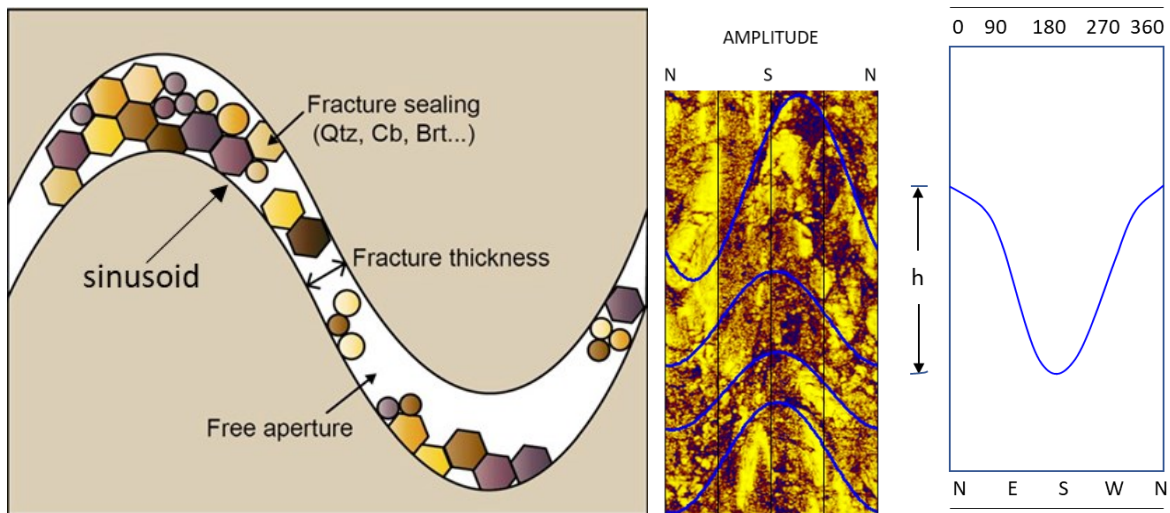 Fracture sealing
(Qtz, Cb, Brt...)
sinusoid
Fracture thickness
Free aperture
AMPLITUDE
N S N
h
0 90 180 270 360
N E S W N